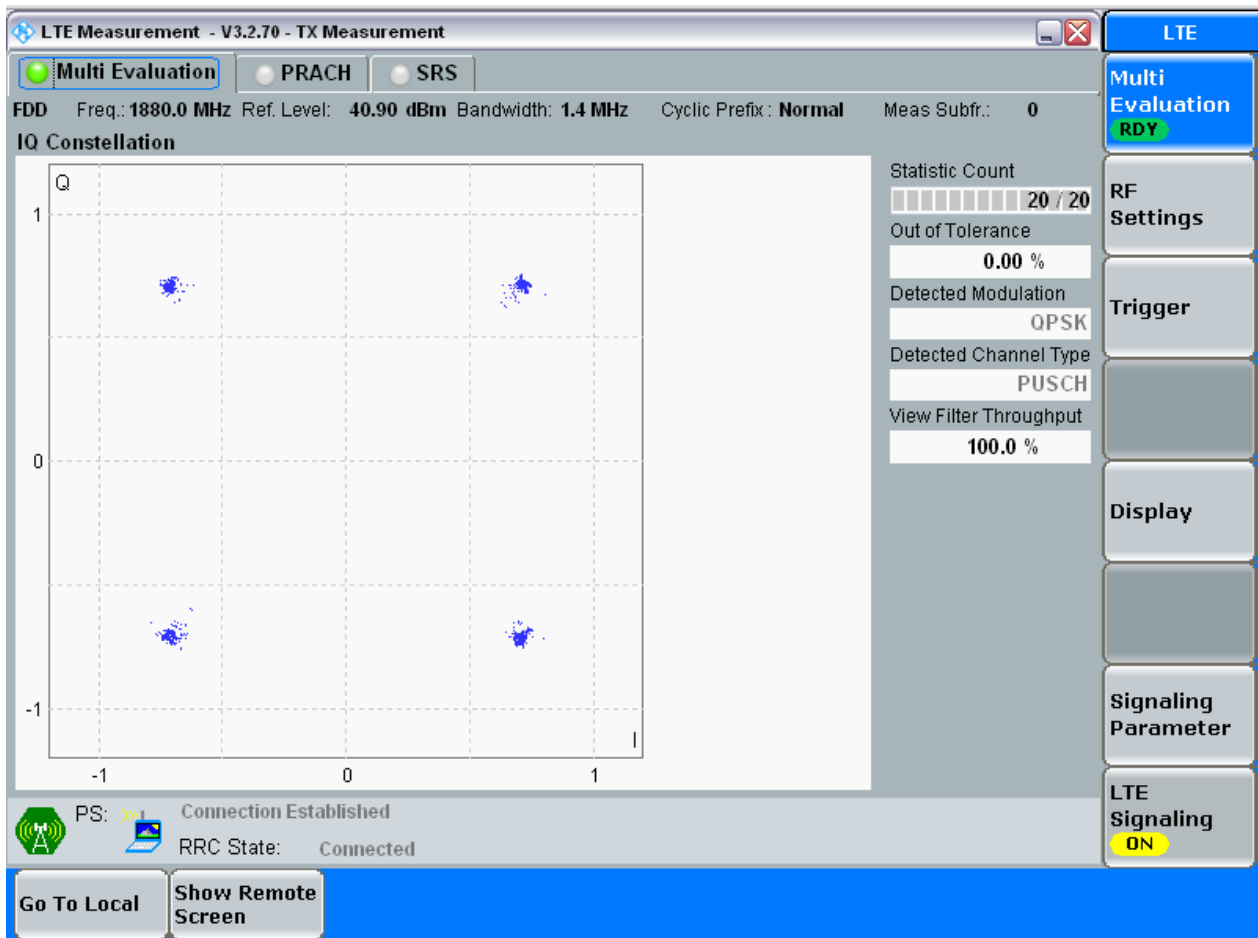 LTE Measurement - V3.2.70 - TX Measurement
LTE
Multi Evaluation PRACH SRS
FDD Freq.: 1880.0 MHz Ref. Level: 40.90 dBm Bandwidth: 1.4 MHz Cyclic Prefix : Normal Meas Subfr.: 0
IQ Constellation
Q
1
0
-1
I
-1 0 1
Statistic Count
20 / 20
Out of Tolerance
0.00 %
Detected Modulation
QPSK
Detected Channel Type
PUSCH
View Filter Throughput
100.0 %
Multi
Evaluation
RDY
RF
Settings
Trigger
Display
Signaling
Parameter
LTE
Signaling
ON
PS: Connection Established
RRC State: Connected
Go To Local
Show Remote
Screen